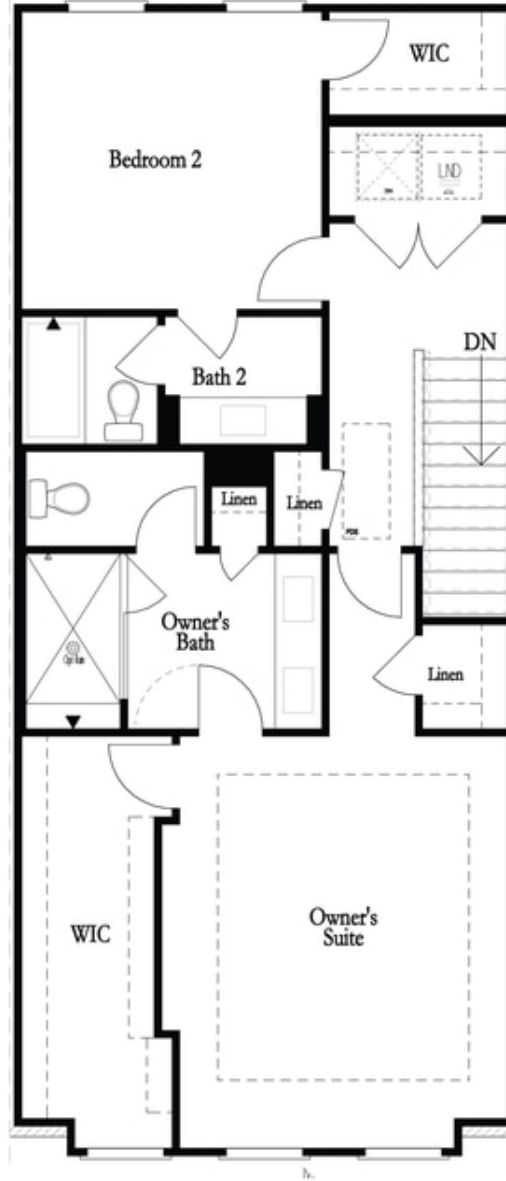 WIC
Bedroom 2
LND
DN
Bath 2
Linen
Linen
Owner's
Bath
Linen
WIC
Owner's
Suite